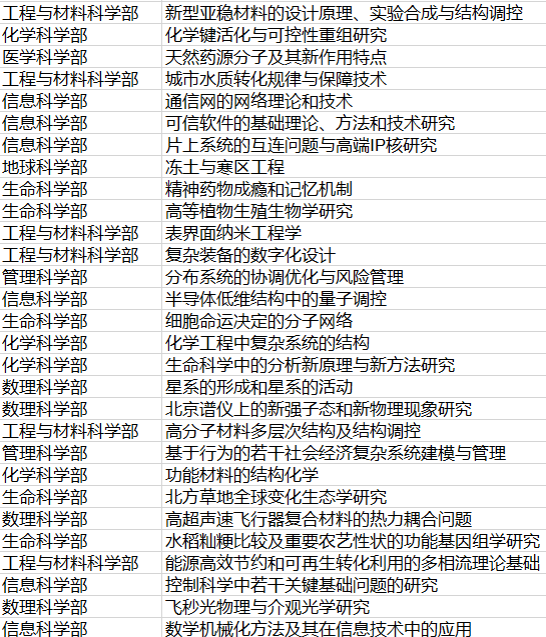 工程与材料科学部 新型亚稳材料的设计原理、实验合成与结构调控
化学科学部 化学键活化与可控性重组研究
医学科学部 天然药源分子及其新作用特点
工程与材料科学部 城市水质转化规律与保障技术
信息科学部 通信网的网络理论和技术
信息科学部 可信软件的基础理论、方法和技术研究
信息科学部 片上系统的互连问题与高端IP核研究
地球科学部 冻土与寒区工程
生命科学部 精神药物成瘾和记忆机制
生命科学部 高等植物生殖生物学研究
工程与材料科学部 表界面纳米工程学
工程与材料科学部 复杂装备的数字化设计
管理科学部 分布系统的协调优化与风险管理
信息科学部 半导体低维结构中的量子调控
生命科学部 细胞命运决定的分子网络
化学科学部 化学工程中复杂系统的结构
化学科学部 生命科学中的分析新原理与新方法研究
数理科学部 星系的形成和星系的活动
数理科学部 北京谱仪上的新强子态和新物理现象研究
工程与材料科学部 高分子材料多层次结构及结构调控
管理科学部 基于行为的若干社会经济复杂系统建模与管理
化学科学部 功能材料的结构化学
生命科学部 北方草地全球变化生态学研究
数理科学部 高超声速飞行器复合材料的热力耦合问题
生命科学部 水稻籼粳比较及重要农艺性状的功能基因组学研究
工程与材料科学部 能源高效节约和可再生转化利用的多相流理论基础
信息科学部 控制科学中若干关键基础问题的研究
数理科学部 飞秒光物理与介观光学研究
信息科学部 数学机械化方法及其在信息技术中的应用